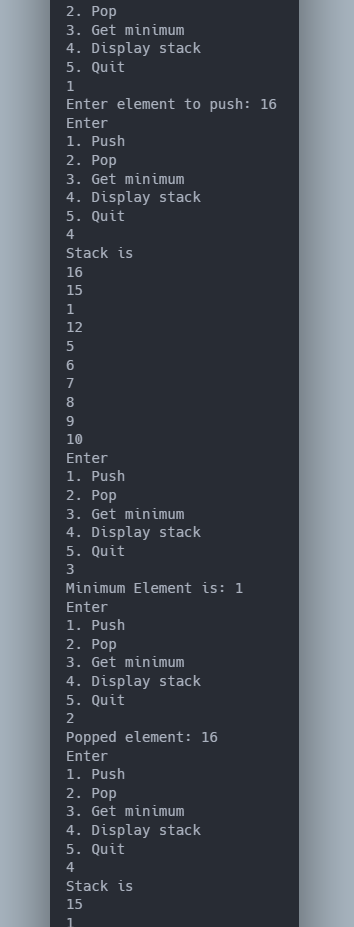 2. Pop
3. Get minimum
4. Display stack
5. Quit
1
Enter element to push: 16
Enter
1. Push
2. Pop
3. Get minimum
4. Display stack
5. Quit
4
Stack is
16
15
1
12
5
6
7
8
9
10
Enter
1. Push
2. Pop
3. Get minimum
4. Display stack
5. Quit
3
Minimum Element is: 1
Enter
1. Push
2. Pop
3. Get minimum
4. Display stack
5. Quit
2
Popped element: 16
Enter
1. Push
2. Pop
3. Get minimum
4. Display stack
5. Quit
4
Stack is
15
1